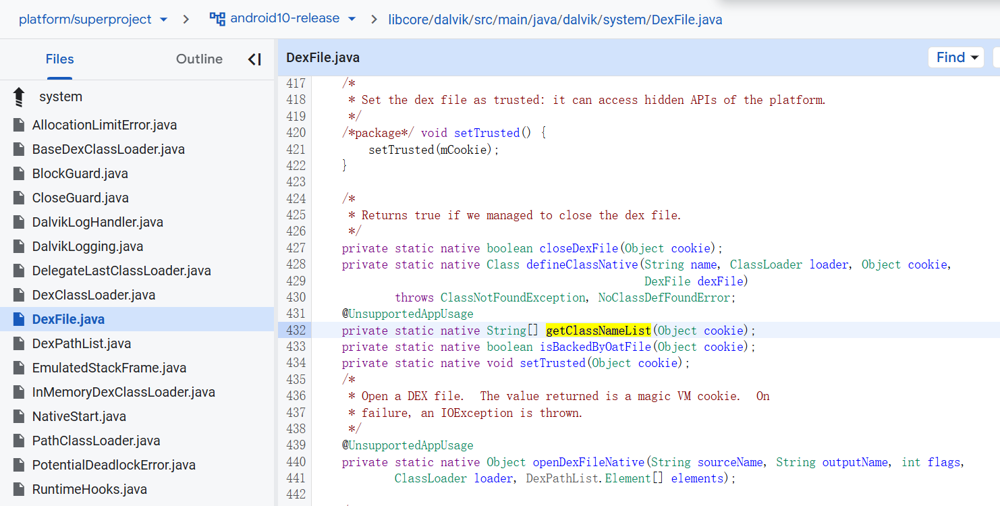 platform/superproject > android10-release > libcore/dalvik/src/main/java/dalvik/system/DexFile.java
Files Outline
system
AllocationLimitError.java
BaseDexClassLoader.java
BlockGuard.java
CloseGuard.java
DalvikLogHandler.java
DalvikLogging.java
DelegateLastClassLoader.java
DexClassLoader.java
DexFile.java
DexPathList.java
EmulatedStackFrame.java
InMemoryDexClassLoader.java
NativeStart.java
PathClassLoader.java
PotentialDeadlockError.java
RuntimeHooks.java
DexFile.java Find
417 /*
418 * Set the dex file as trusted: it can access hidden APIs of the platform.
419 */
420 /*package*/ void setTrusted() {
421 setTrusted(mCookie);
422 }
423
424 /*
425 * Returns true if we managed to close the dex file.
426 */
427 private static native boolean closeDexFile(Object cookie);
428 private static native Class defineClassNative(String name, ClassLoader loader, Object cookie,
429 DexFile dexFile)
430 throws ClassNotFoundException, NoClassDefFoundError;
431 @UnsupportedAppUsage
432 private static native String[] getClassNameList(Object cookie);
433 private static native boolean isBackedByOatFile(Object cookie);
434 private static native void setTrusted(Object cookie);
435 /*
436 * Open a DEX file. The value returned is a magic VM cookie. On
437 * failure, an IOException is thrown.
438 */
439 @UnsupportedAppUsage
440 private static native Object openDexFileNative(String sourceName, String outputName, int flags,
441 ClassLoader loader, DexPathList.Element[] elements);
442